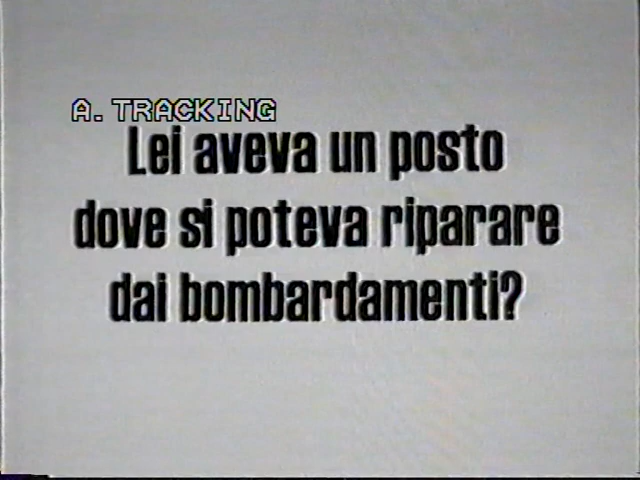 A. TRACKING
Lei aveva un posto
dove si poteva riparare
dai bombardamenti?